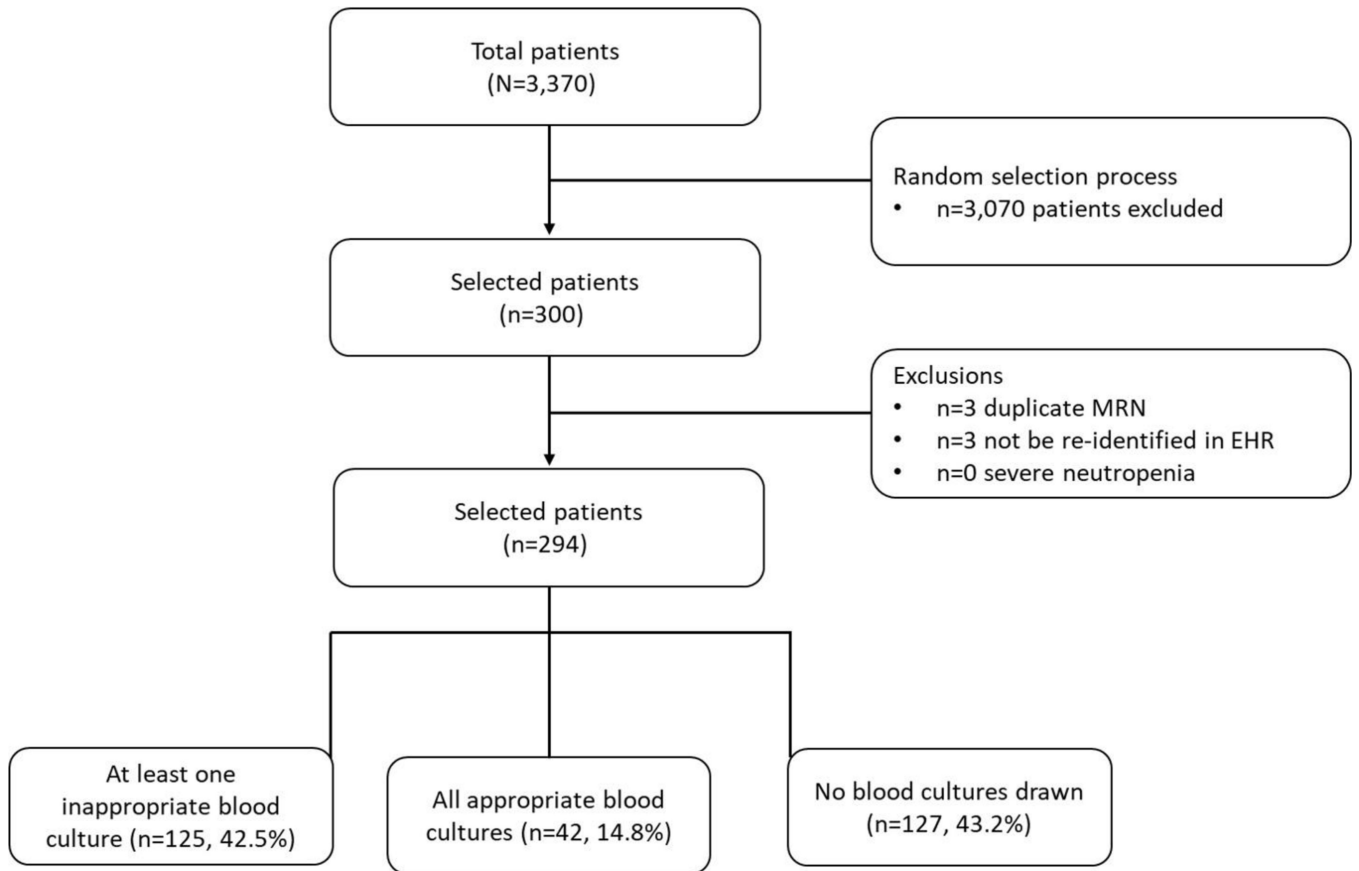 Total patients
(N=3,370)
Random selection process
• n=3,070 patients excluded
Selected patients
(n=300)
Exclusions
• n=3 duplicate MRN
• n=3 not be re-identified in EHR
• n=0 severe neutropenia
Selected patients
(n=294)
At least one
inappropriate blood
culture (n=125, 42.5%)
All appropriate blood
cultures (n=42, 14.8%)
No blood cultures drawn
(n=127, 43.2%)